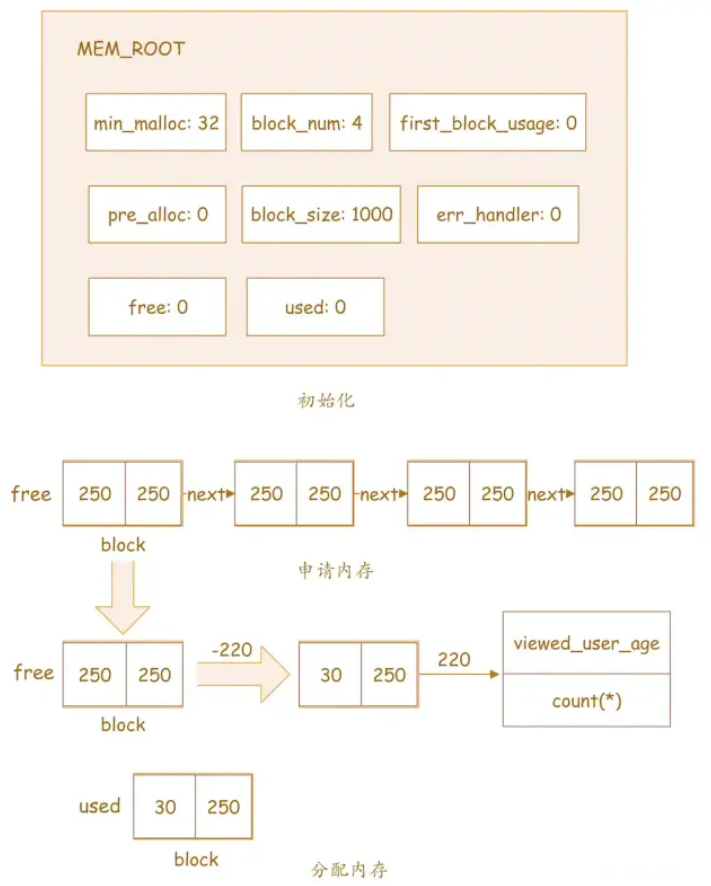 MEM_ROOT
min_malloc: 32 block_num: 4 first_block_usage: 0
pre_alloc: 0 block_size: 1000 err_handler: 0
free: 0 used: 0
初始化
free 250 250 next 250 250 next 250 250 next 250 250
block
申请内存
free 250 250 -220 30 250 220 viewed_user_age
count(*)
block
used 30 250
block
分配内存